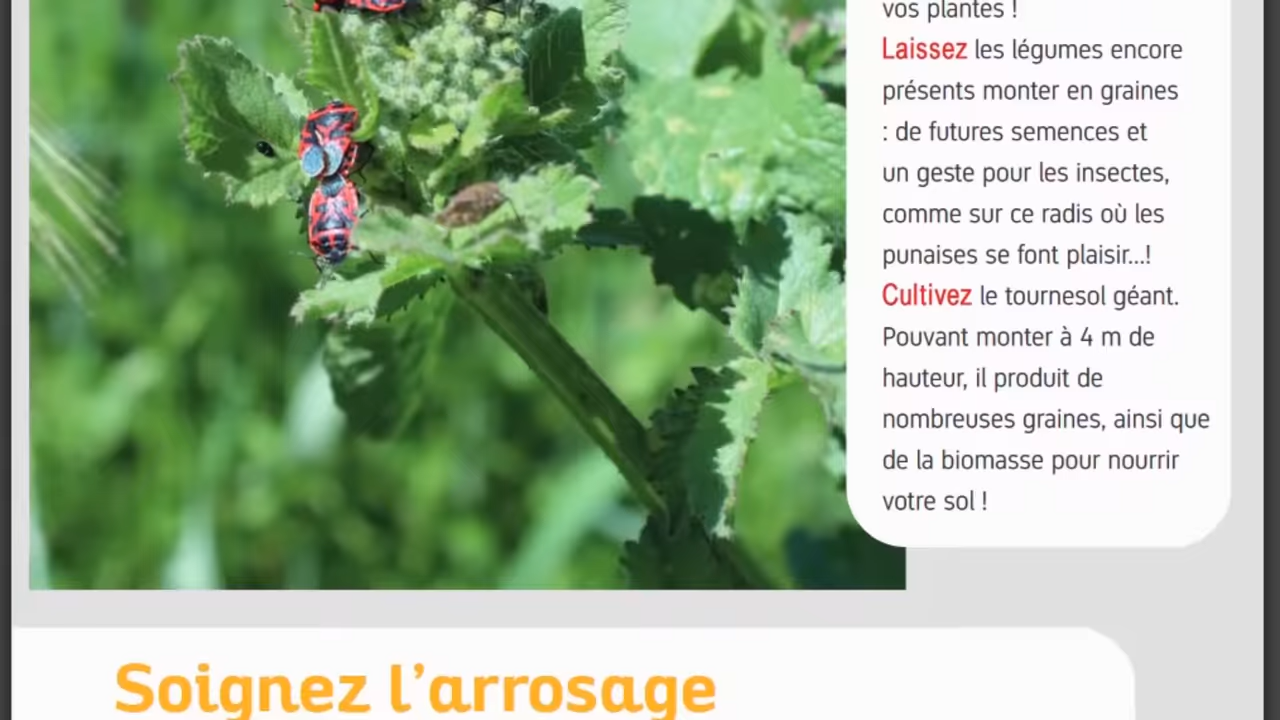 vos plantes !
Laissez les légumes encore
présents monter en graines
: de futures semences et
un geste pour les insectes,
comme sur ce radis où les
punaises se font plaisir...!
Cultivez le tournesol géant.
Pouvant monter à 4 m de
hauteur, il produit de
nombreuses graines, ainsi que
de la biomasse pour nourrir
votre sol !
Soignez l’arrosage